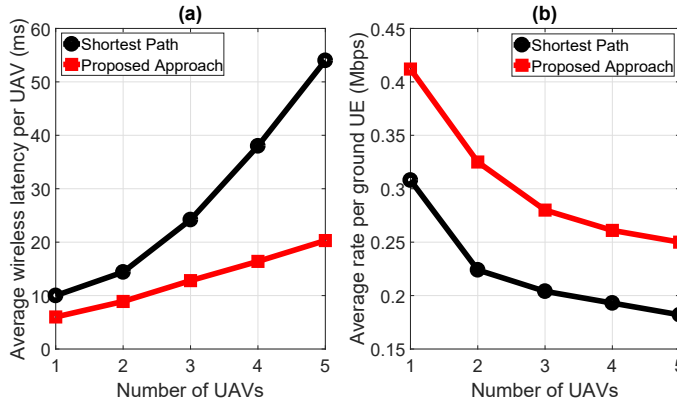 (a)
Average wireless latency per UAV (ms)
60
50
40
30
20
10
0
Shortest Path
Proposed Approach
1 2 3 4 5
Number of UAVs
(b)
Average rate per ground UE (Mbps)
0.45
0.4
0.35
0.3
0.25
0.2
0.15
Shortest Path
Proposed Approach
1 2 3 4 5
Number of UAVs